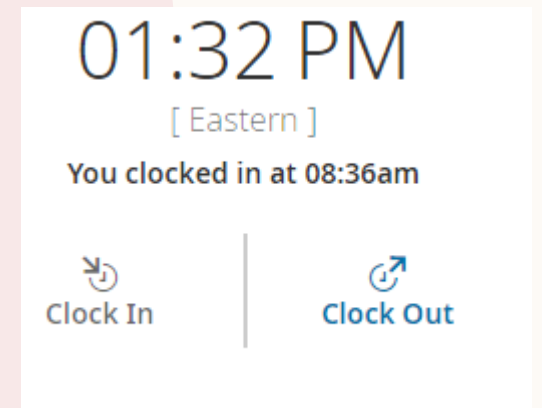 01:32 PM
[ Eastern ]
You clocked in at 08:36am
Clock In
Clock Out